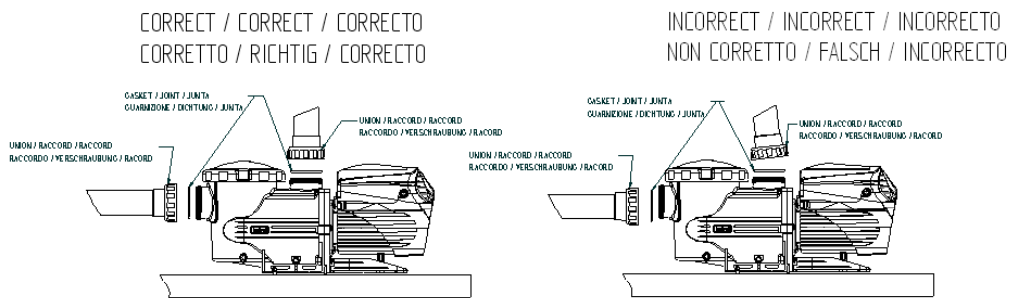 CORRECT / CORRECT / CORRECTO
CORRETTO / RICHTIG / CORRECTO
GASKET / JOINT / JUNTA
GUARNIZIONE / DICHTUNG / JUNTA
UNION / RACCORD / RACCORD
RACCORDO / VERSCHRAUBUNG / RACORD
UNION / RACCORD / RACCORD
RACCORDO / VERSCHRAUBUNG / RACORD
INCORRECT / INCORRECT / INCORRECTO
NON CORRETTO / FALSCH / INCORRECTO
GASKET / JOINT / JUNTA
GUARNIZIONE / DICHTUNG / JUNTA
UNION / RACCORD / RACCORD
RACCORDO / VERSCHRAUBUNG / RACORD
UNION / RACCORD / RACCORD
RACCORDO / VERSCHRAUBUNG / RACORD